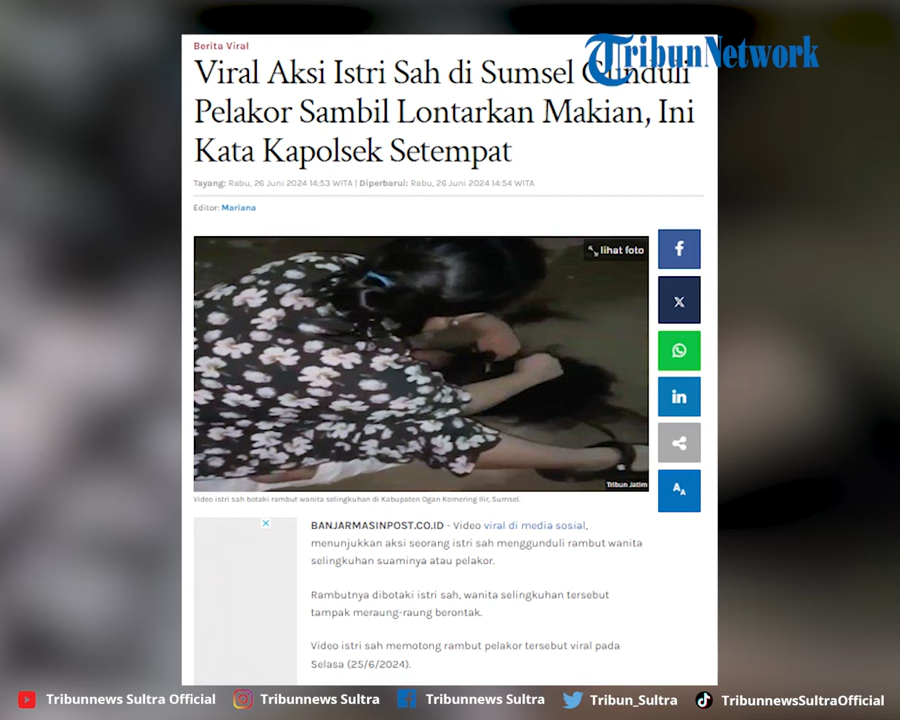 Berita Viral
TribunNetwork
Viral Aksi Istri Sah di Sumsel
Pelakor Sambil Lontarkan Makian, Ini
Kata Kapolsek Setempat
Tayang: Rabu, 26 Juni 2024 14:53 WITA | Diperbarui: Rabu, 26 Juni 2024 14:54 WITA
Editor: Mariana
lihat foto
Tribun Jatim
Video istri sah botaki rambut wanita selingkuhan di Kabupaten Ogan Komering Ilir, Sumsel.
BANJARMASINPOST.CO.ID - Video viral di media sosial,
menunjukkan aksi seorang istri sah menggunduli rambut wanita
selingkuhan suaminya atau pelakor.
Rambutnya dibotaki istri sah, wanita selingkuhan tersebut
tampak meraung-raung berontak.
Video istri sah memotong rambut pelakor tersebut viral pada
Selasa (25/6/2024).
Tribunnews Sultra Official
Tribunnews Sultra
Tribunnews Sultra
Tribun_Sultra
TribunnewsSultraOfficial